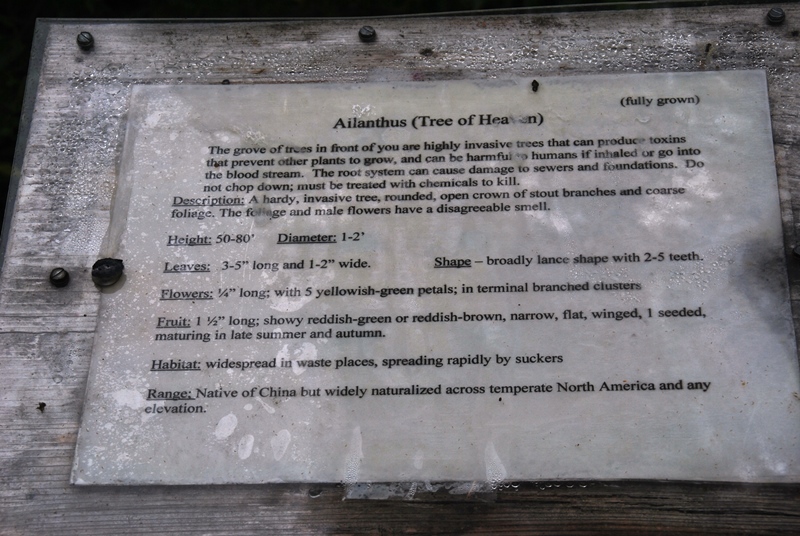 (fully grown)
Ailanthus (Tree of Heaven)
The grove of trees in front of you are highly invasive trees that can produce toxins
that prevent other plants to grow, and can be harmful to humans if inhaled or go into
the blood stream. The root system can cause damage to sewers and foundations. Do
not chop down; must be treated with chemicals to kill.
Description: A hardy, invasive tree, rounded, open crown of stout branches and coarse
foliage. The foliage and male flowers have a disagreeable smell.
Height: 50-80' Diameter: 1-2'
Leaves: 3-5" long and 1-2" wide. Shape – broadly lance shape with 2-5 teeth.
Flowers: ¼" long; with 5 yellowish-green petals; in terminal branched clusters
Fruit: 1 ½" long; showy reddish-green or reddish-brown, narrow, flat, winged, 1 seeded,
maturing in late summer and autumn.
Habitat: widespread in waste places, spreading rapidly by suckers
Range: Native of China but widely naturalized across temperate North America and any
elevation.